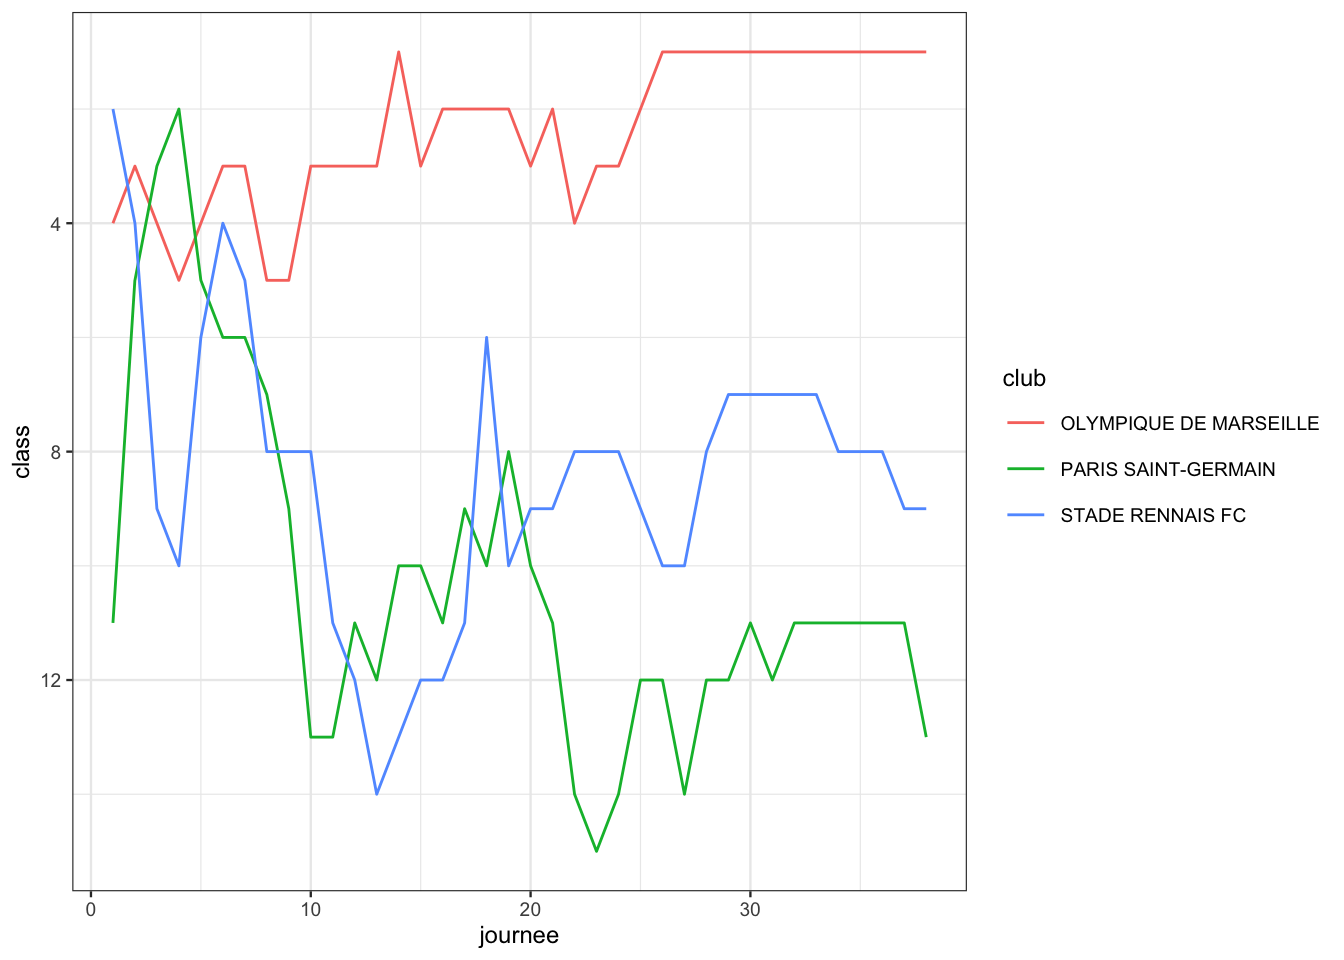 4
8
12
class
0 10 20 30
journee
club
OLYMPIQUE DE MARSEILLE
PARIS SAINT-GERMAIN
STADE RENNAIS FC